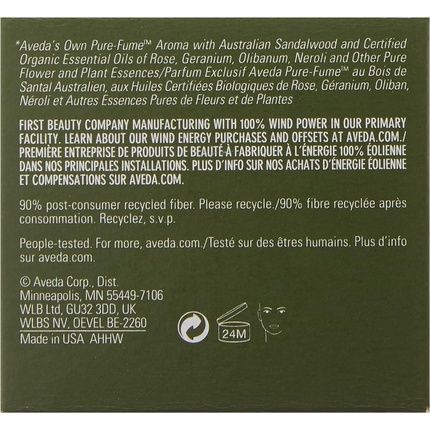 *Aveda's Own Pure-Fume™ Aroma with Australian Sandalwood and Certified
Organic Essential Oils of Rose, Geranium, Olibanum, Neroli and Other Pure
Flower and Plant Essences/Parfum Exclusif Aveda Pure-Fume™ au Bois de
Santal Australien, aux Huiles Certifiées Biologiques de Rose, Géranium, Oliban,
Néroli et Autres Essences Pures de Fleurs et de Plantes
FIRST BEAUTY COMPANY MANUFACTURING WITH 100% WIND POWER IN OUR PRIMARY
FACILITY. LEARN ABOUT OUR WIND ENERGY PURCHASES AND OFFSETS AT AVEDA.COM./
PREMIÈRE ENTREPRISE DE PRODUITS DE BEAUTÉ À FABRIQUER À L'ÉNERGIE 100% ÉOLIENNE
DANS NOS PRINCIPALES INSTALLATIONS. PLUS D'INFO SUR NOS ACHATS D'ÉNERGIE ÉOLIENNE
ET COMPENSATIONS SUR AVEDA.COM.
90% post-consumer recycled fiber. Please recycle./90% fibre recyclée après
consommation. Recyclez, s.v.p.
People-tested. For more, aveda.com./Testé sur des êtres humains. Plus d'info
sur aveda.com.
© Aveda Corp., Dist.
Minneapolis, MN 55449-7106
WLB Ltd, GU32 3DD, UK
WLBS NV, OEVEL BE-2260
Made in USA AHHW
24M